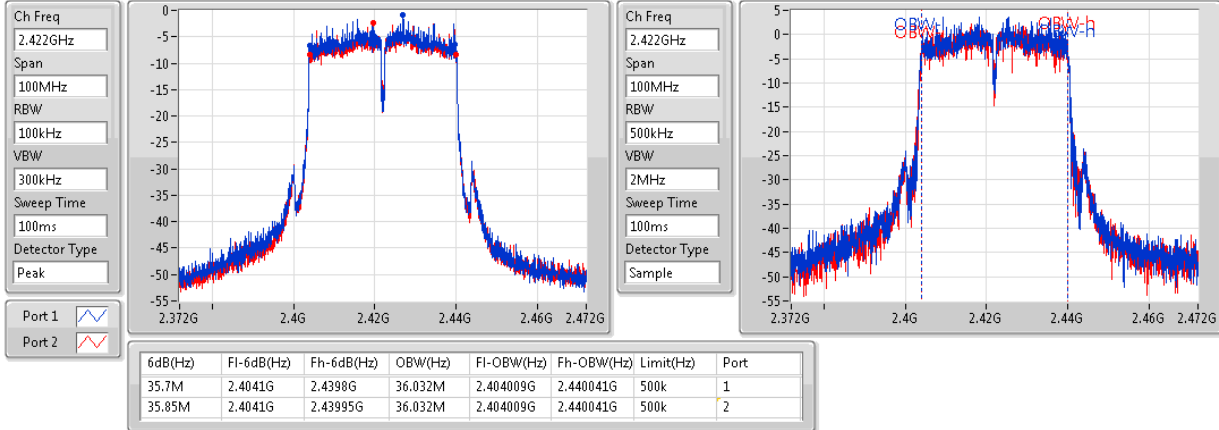 Ch Freq
2.422GHz
Span
100MHz
RBW
100kHz
VBW
300kHz
Sweep Time
100ms
Detector Type
Peak
Port 1
Port 2
0
-5
-10
-15
-20
-25
-30
-35
-40
-45
-50
-55
2.372G 2.4G 2.42G 2.44G 2.46G 2.472G
Ch Freq
2.422GHz
Span
100MHz
RBW
500kHz
VBW
2MHz
Sweep Time
100ms
Detector Type
Sample
5
0
-5
-10
-15
-20
-25
-30
-35
-40
-45
-50
-55
OBW-h
OBW-h
2.372G 2.4G 2.42G 2.44G 2.46G 2.472G
6dB(Hz) Fl-6dB(Hz) Fh-6dB(Hz) OBW(Hz) Fl-OBW(Hz) Fh-OBW(Hz) Limit(Hz) Port
35.7M 2.4041G 2.4398G 36.032M 2.404009G 2.440041G 500k 1
35.85M 2.4041G 2.43995G 36.032M 2.404009G 2.440041G 500k 2